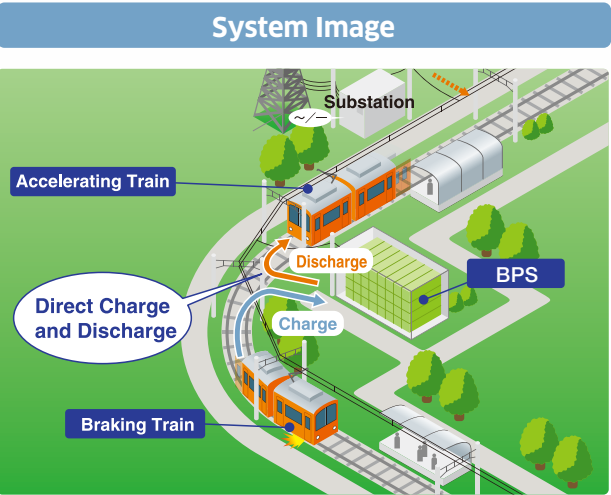 System Image
Substation
~/−
Accelerating Train
Discharge
BPS
Direct Charge
and Discharge
Charge
Braking Train